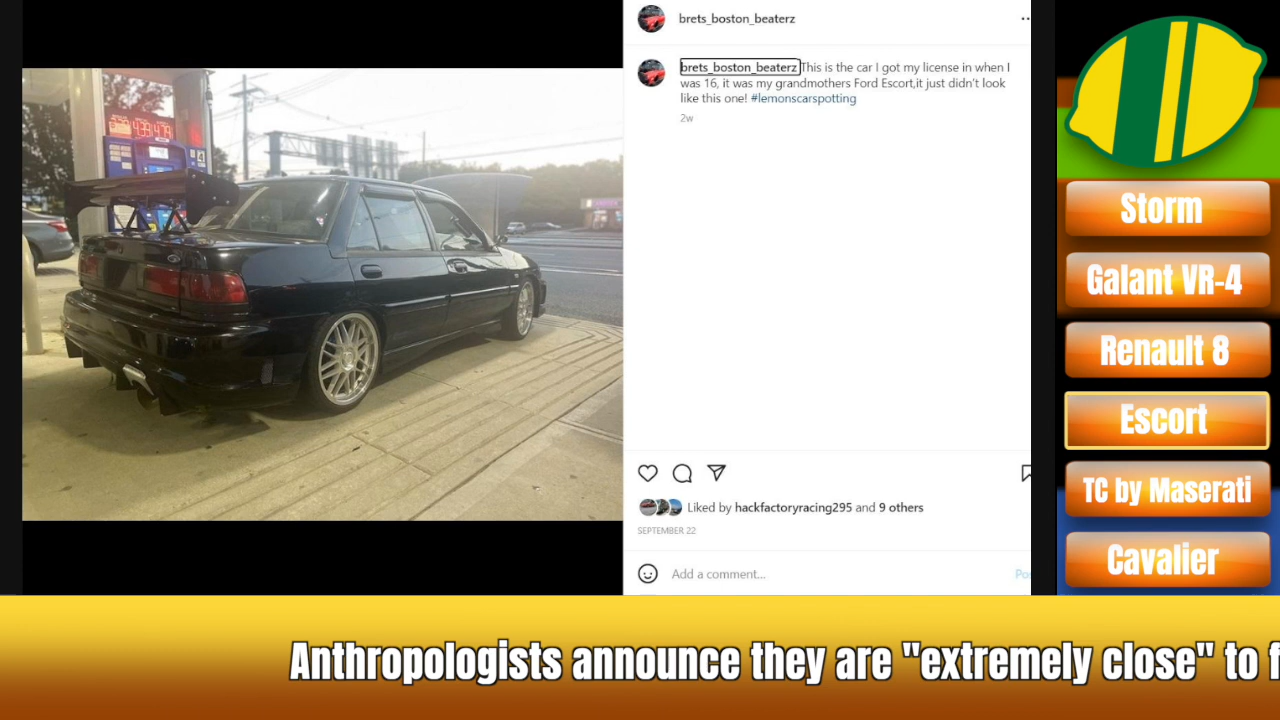 brets_boston_beaterz
brets_boston_beaterz This is the car I got my license in when I
was 16, it was my grandmothers Ford Escort,it just didn't look
like this one! #lemonscarspotting
2w
Liked by hackfactoryracing295 and 9 others
SEPTEMBER 22
Add a comment...
Storm
Galant VR-4
Renault 8
Escort
TC by Maserati
Cavalier
Anthropologists announce they are "extremely close" to